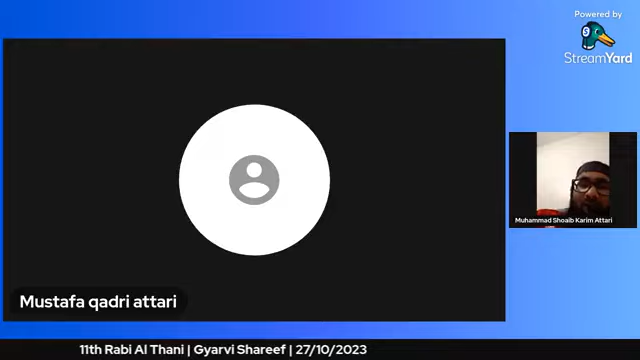 Powered by
StreamYard
Muhammad Shoaib Karim Attari
Mustafa qadri attari
11th Rabi Al Thani | Gyarvi Shareef | 27/10/2023